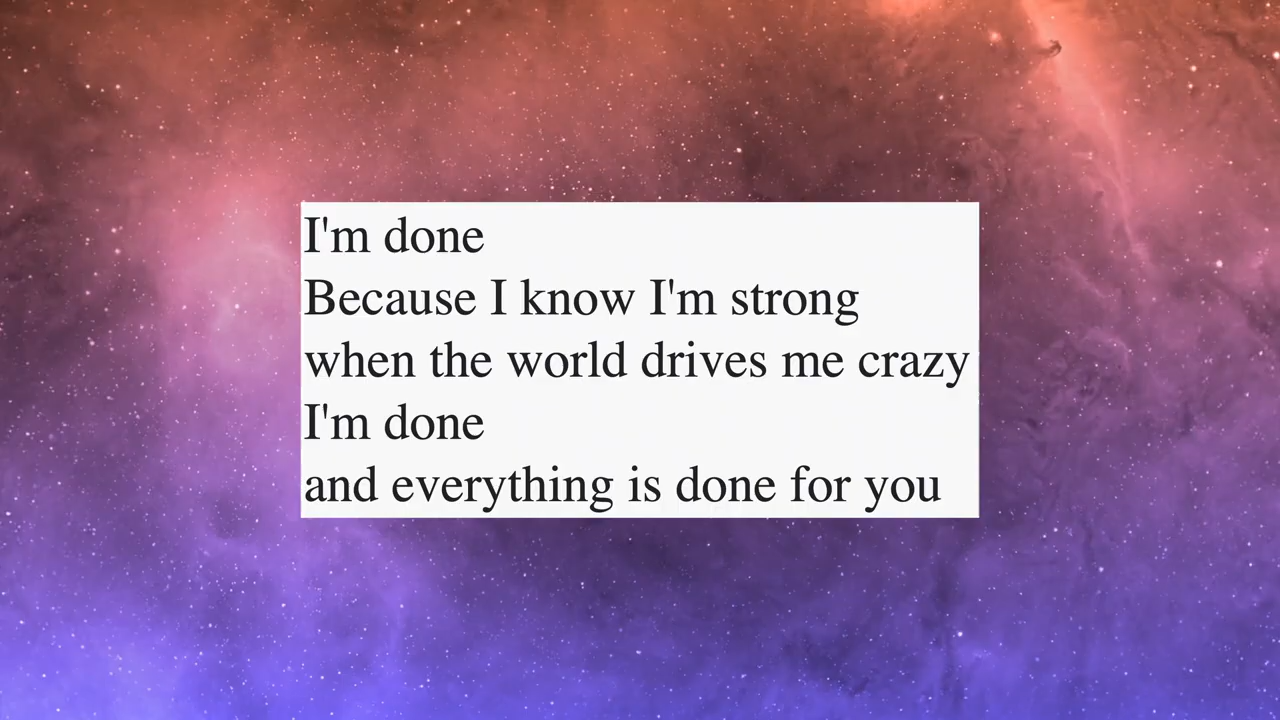 I'm done
Because I know I'm strong
when the world drives me crazy
I'm done
and everything is done for you